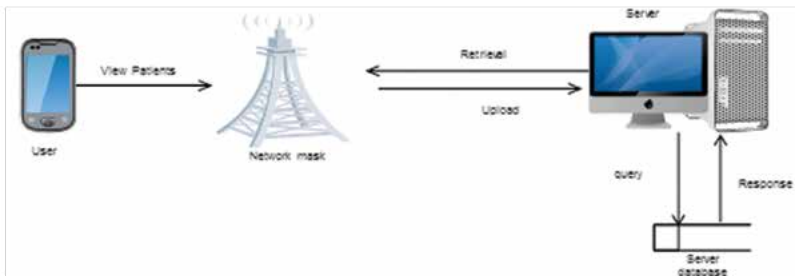 Server
Retrieval
View Patients
Upload
User
Network mask
query
Response
Server
database